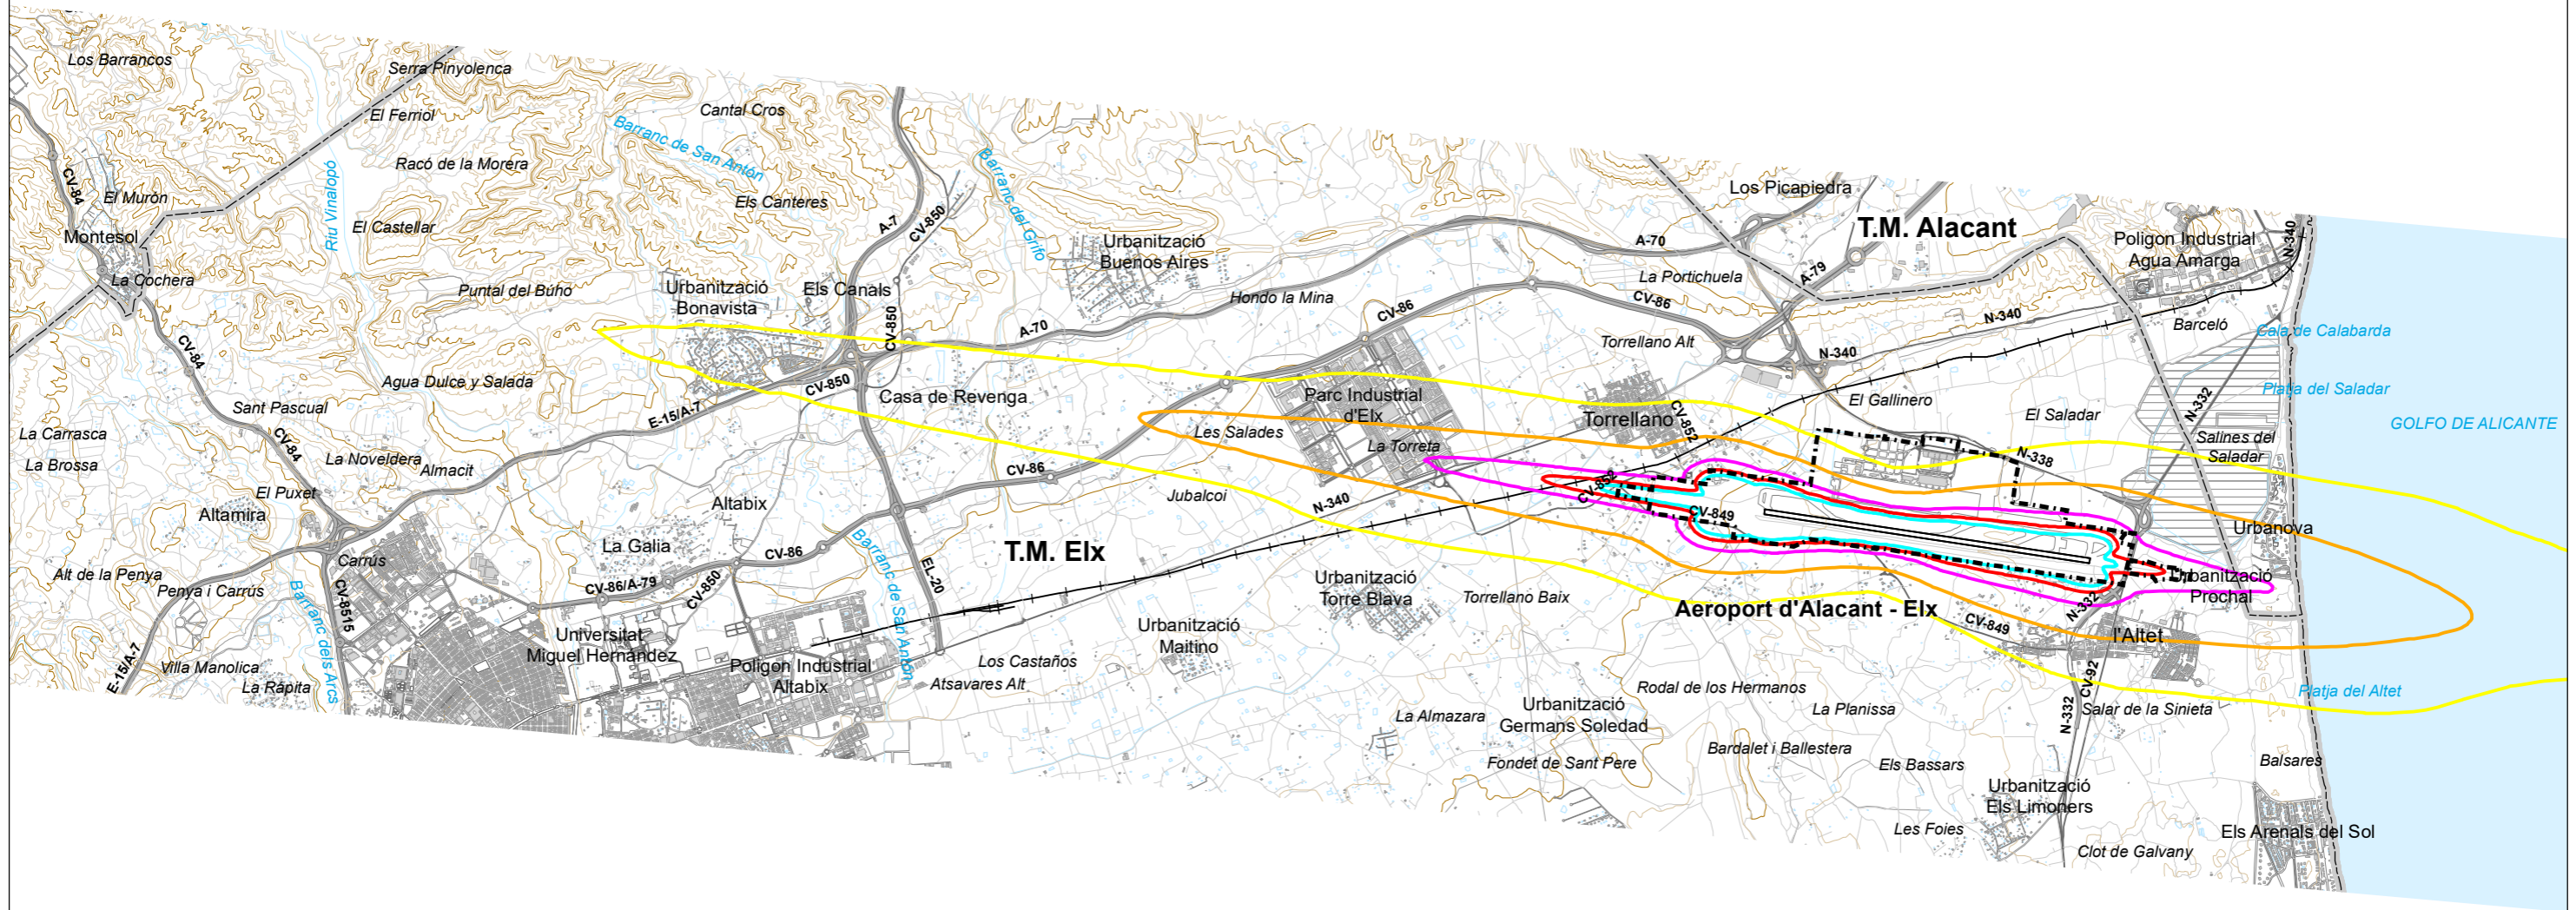 Los Barrancos
Serra Pinyolenca
Cantal Cros
El Ferriol
Barranc de San Antón
Racó de la Morera
CV-84
El Murón
Riu Vinalopó
Els Canteres
Barranc del Grifo
Los Picapiedra
A-7
CV-850
El Castellar
T.M. Alacant
Montesol
La Cochera
Urbanització
Buenos Aires
A-70
Poligon Industrial
Agua Amarga
N-340
Puntal del Búho
Urbanització
Bonavista
Els Canals
Hondo la Mina
La Portichuela
A-79
CV-86
CV-86
N-340
CV-850
A-70
Barceló
Cala de Calabarda
CV-84
Torrellano Alt
N-340
Agua Dulce y Salada
CV-850
Casa de Revenga
E-15/A-7
Parc Industrial
d'Elx
El Gallinero
Platja del Saladar
N-332
Sant Pascual
La Carrasca
CV-84
Les Salades
Torrellano
CV-852
El Saladar
GOLFO DE ALICANTE
La Brossa
La Noveldera
Almacit
La Torreta
Salines del
Saladar
N-338
CV-86
El Puxet
Altamira
Altabix
Jubalcoi
N-340
CV-852
CV-849
Urbanova
La Galia
CV-86
T.M. Elx
Barranc de San Antón
EL-20
Carrús
Alt de la Penya
Penya i Carrús
CV-86/A-79
CV-850
Barranc dels Arcs
CV-8515
Urbanització
Torre Blava
Torrellano Baix
Aeroport d'Alacant - Elx
Urbanització
Prochal
N-332
CV-849
l'Altet
Universitat
Miguel Hernández
Urbanització
Maitino
E-15/A-7
Villa Manolica
La Rápita
Poligon Industrial
Altabix
Los Castaños
Atsavares Alt
Rodal de los Hermanos
CV-92
Platja del Altet
La Almazara
Urbanització
Germans Soledad
La Planissa
N-332
Salar de la Sinieta
Bardalet i Ballestera
Fondet de Sant Pere
Els Bassars
Balsares
Urbanització
Els Limoners
Les Foies
Els Arenals del Sol
Clot de Galvany